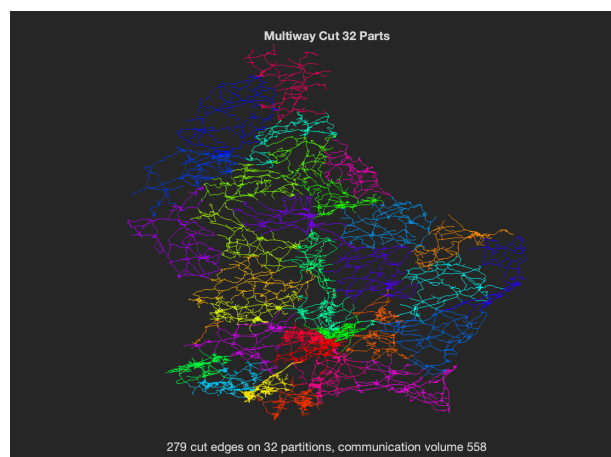 Multiway Cut 32 Parts
279 cut edges on 32 partitions, communication volume 558